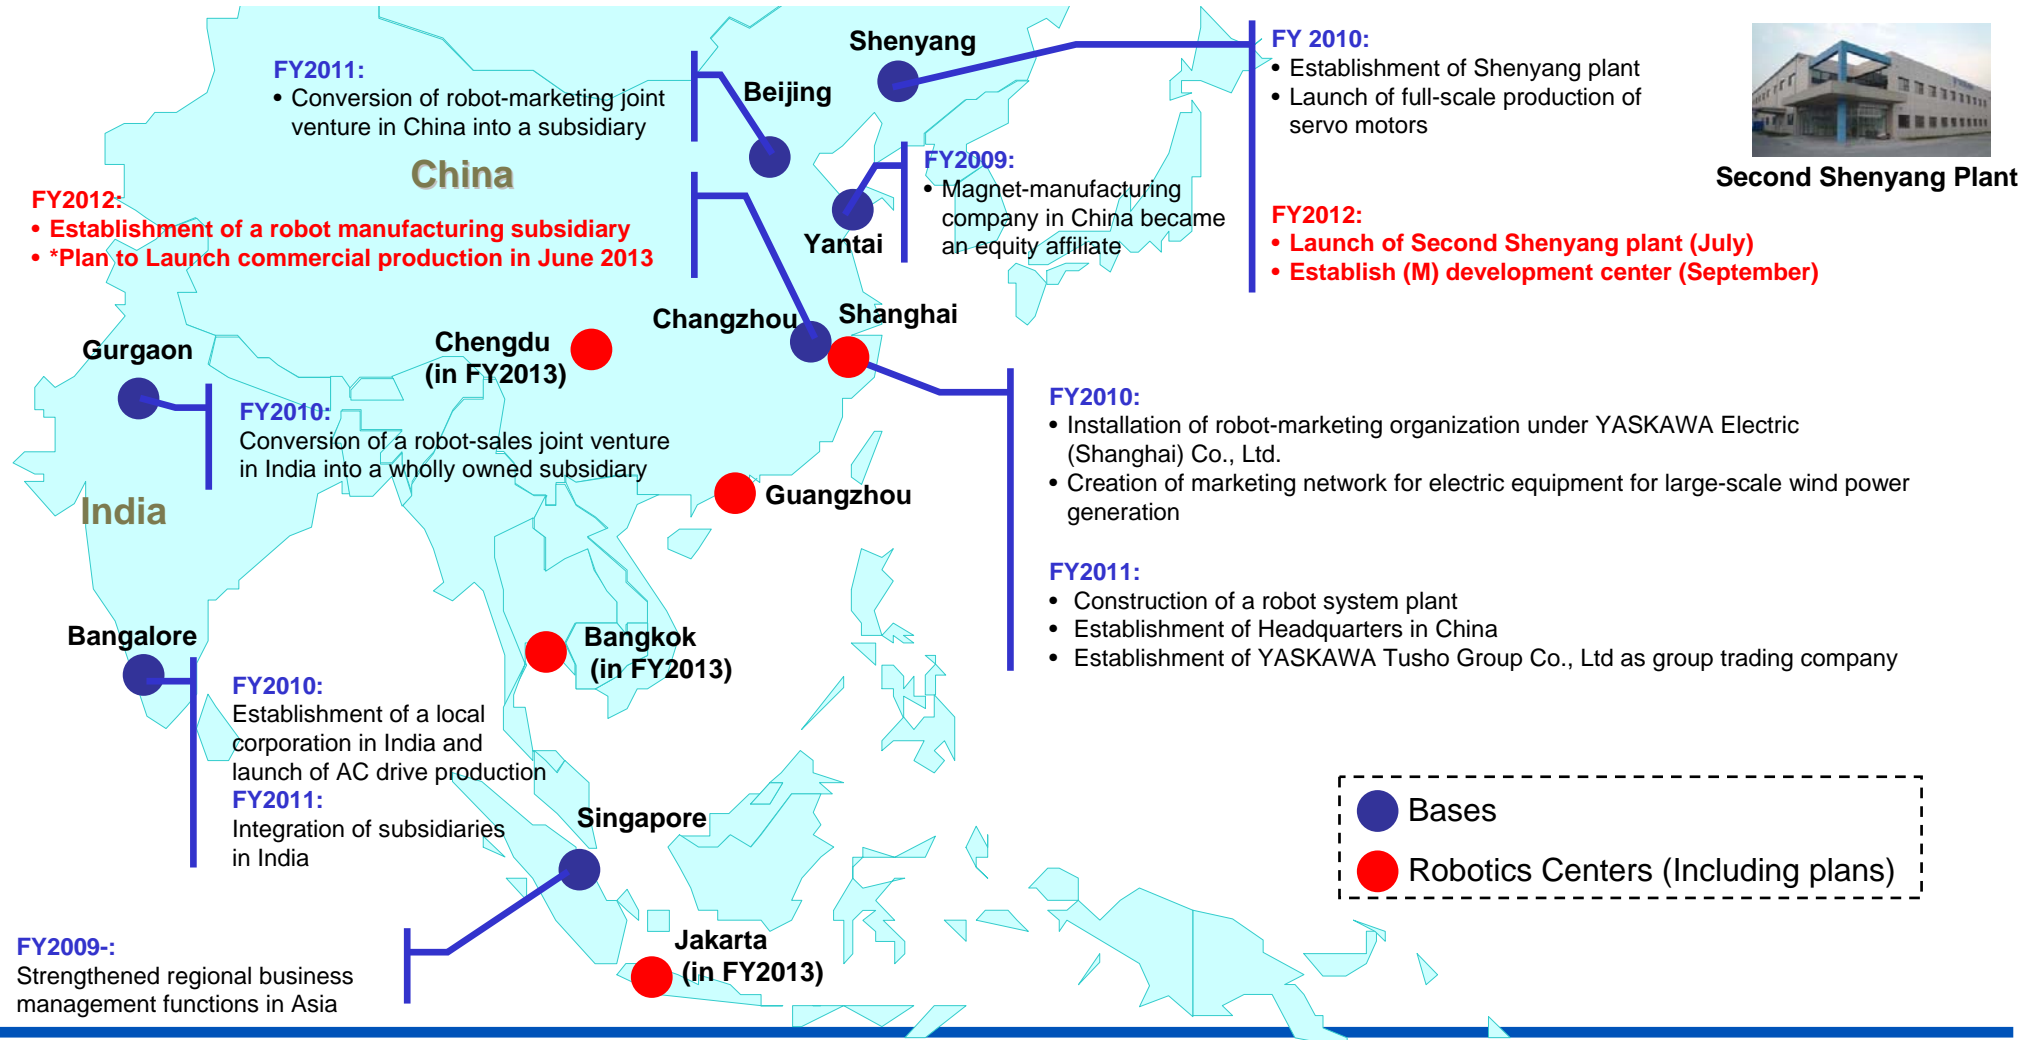 Shenyang
FY 2010:
• Establishment of Shenyang plant
• Launch of full-scale production of
servo motors
FY2012:
• Launch of Second Shenyang plant (July)
• Establish (M) development center (September)
Second Shenyang Plant
FY2011:
• Conversion of robot-marketing joint
venture in China into a subsidiary
Beijing
China
FY2009:
• Magnet-manufacturing
company in China became
an equity affiliate
Yantai
FY2012:
• Establishment of a robot manufacturing subsidiary
• *Plan to Launch commercial production in June 2013
Changzhou
Shanghai
Chengdu
(in FY2013)
Gurgaon
FY2010:
Conversion of a robot-sales joint venture
in India into a wholly owned subsidiary
India
Guangzhou
FY2010:
• Installation of robot-marketing organization under YASKAWA Electric
(Shanghai) Co., Ltd.
• Creation of marketing network for electric equipment for large-scale wind power
generation
FY2011:
• Construction of a robot system plant
• Establishment of Headquarters in China
• Establishment of YASKAWA Tusho Group Co., Ltd as group trading company
Bangalore
Bangkok
(in FY2013)
FY2010:
Establishment of a local
corporation in India and
launch of AC drive production
FY2011:
Integration of subsidiaries
in India
Singapore
Bases
Robotics Centers (Including plans)
FY2009-:
Strengthened regional business
management functions in Asia
Jakarta
(in FY2013)